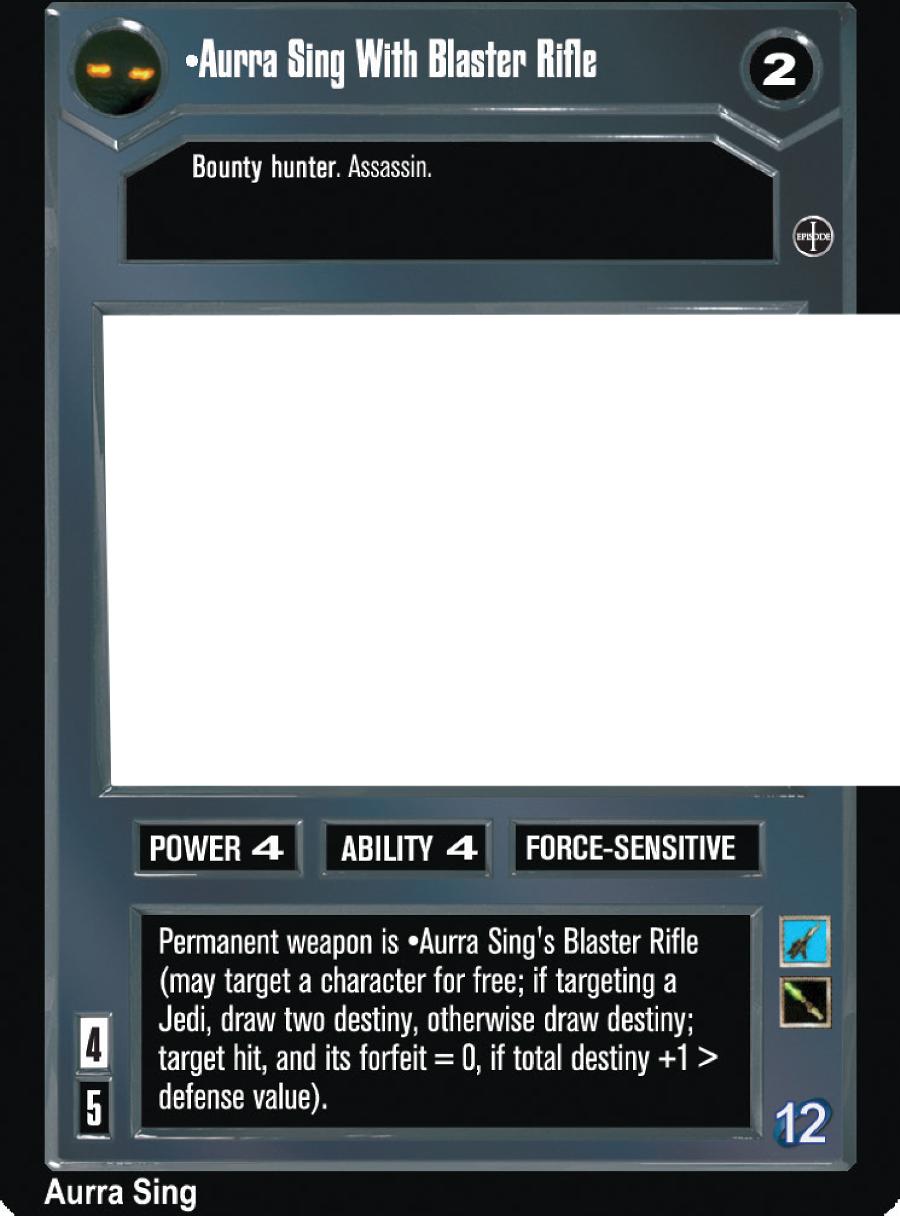 •Aurra Sing With Blaster Rifle
2
Bounty hunter. Assassin.
EPISODE I
POWER 4
ABILITY 4
FORCE-SENSITIVE
Permanent weapon is •Aurra Sing's Blaster Rifle
(may target a character for free; if targeting a
Jedi, draw two destiny, otherwise draw destiny;
target hit, and its forfeit = 0, if total destiny +1 >
defense value).
4
5
12
Aurra Sing